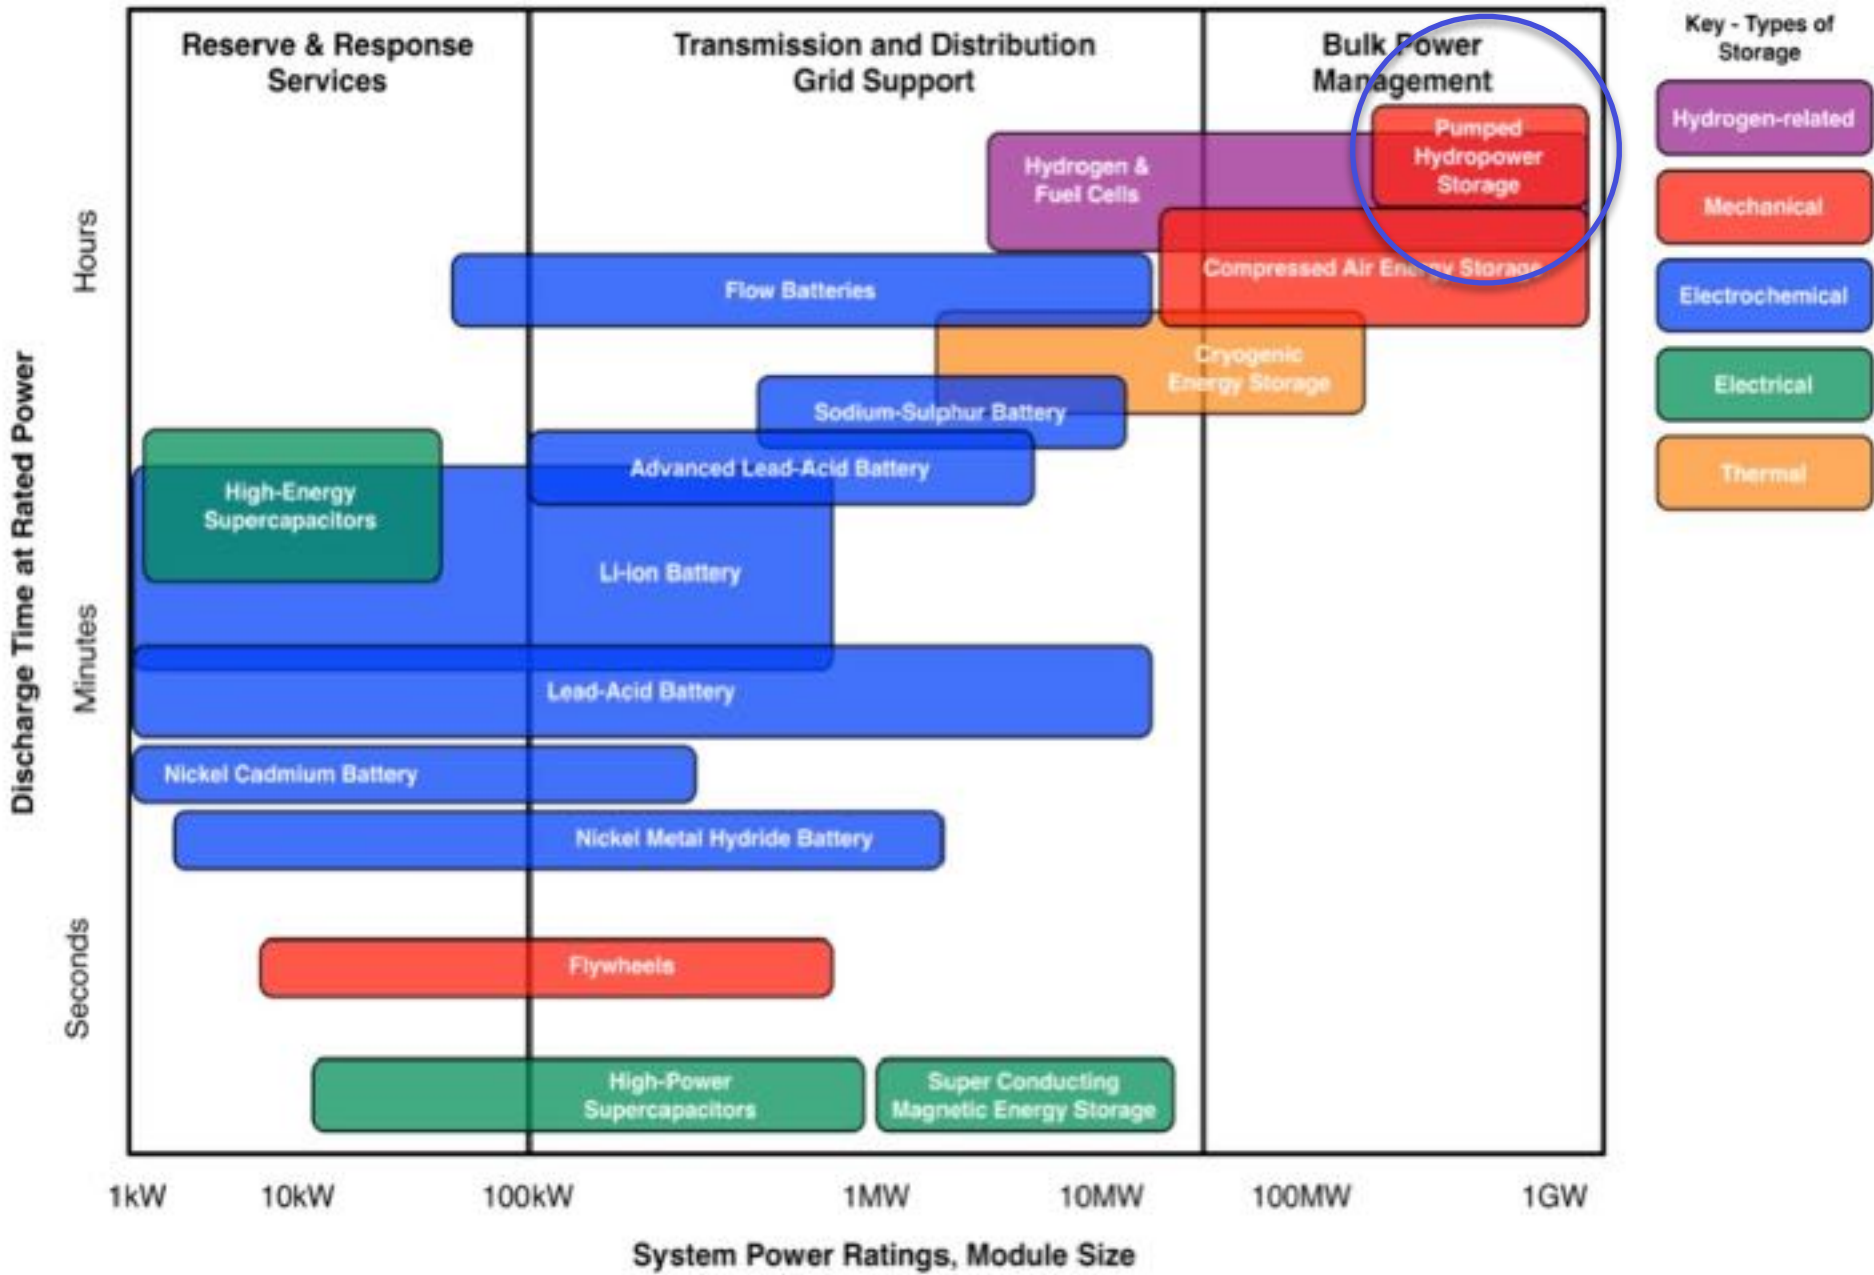 Reserve & Response
Services
Transmission and Distribution
Grid Support
Bulk Power
Management
Key - Types of
Storage
Hydrogen-related
Mechanical
Electrochemical
Electrical
Thermal
Pumped
Hydropower
Storage
Hydrogen &
Fuel Cells
Compressed Air Energy Storage
Flow Batteries
Cryogenic
Energy Storage
Sodium-Sulphur Battery
Advanced Lead-Acid Battery
High-Energy
Supercapacitors
Li-ion Battery
Lead-Acid Battery
Nickel Cadmium Battery
Nickel Metal Hydride Battery
Flywheels
High-Power
Supercapacitors
Super Conducting
Magnetic Energy Storage
Discharge Time at Rated Power
Hours
Minutes
Seconds
1kW 10kW 100kW 1MW 10MW 100MW 1GW
System Power Ratings, Module Size